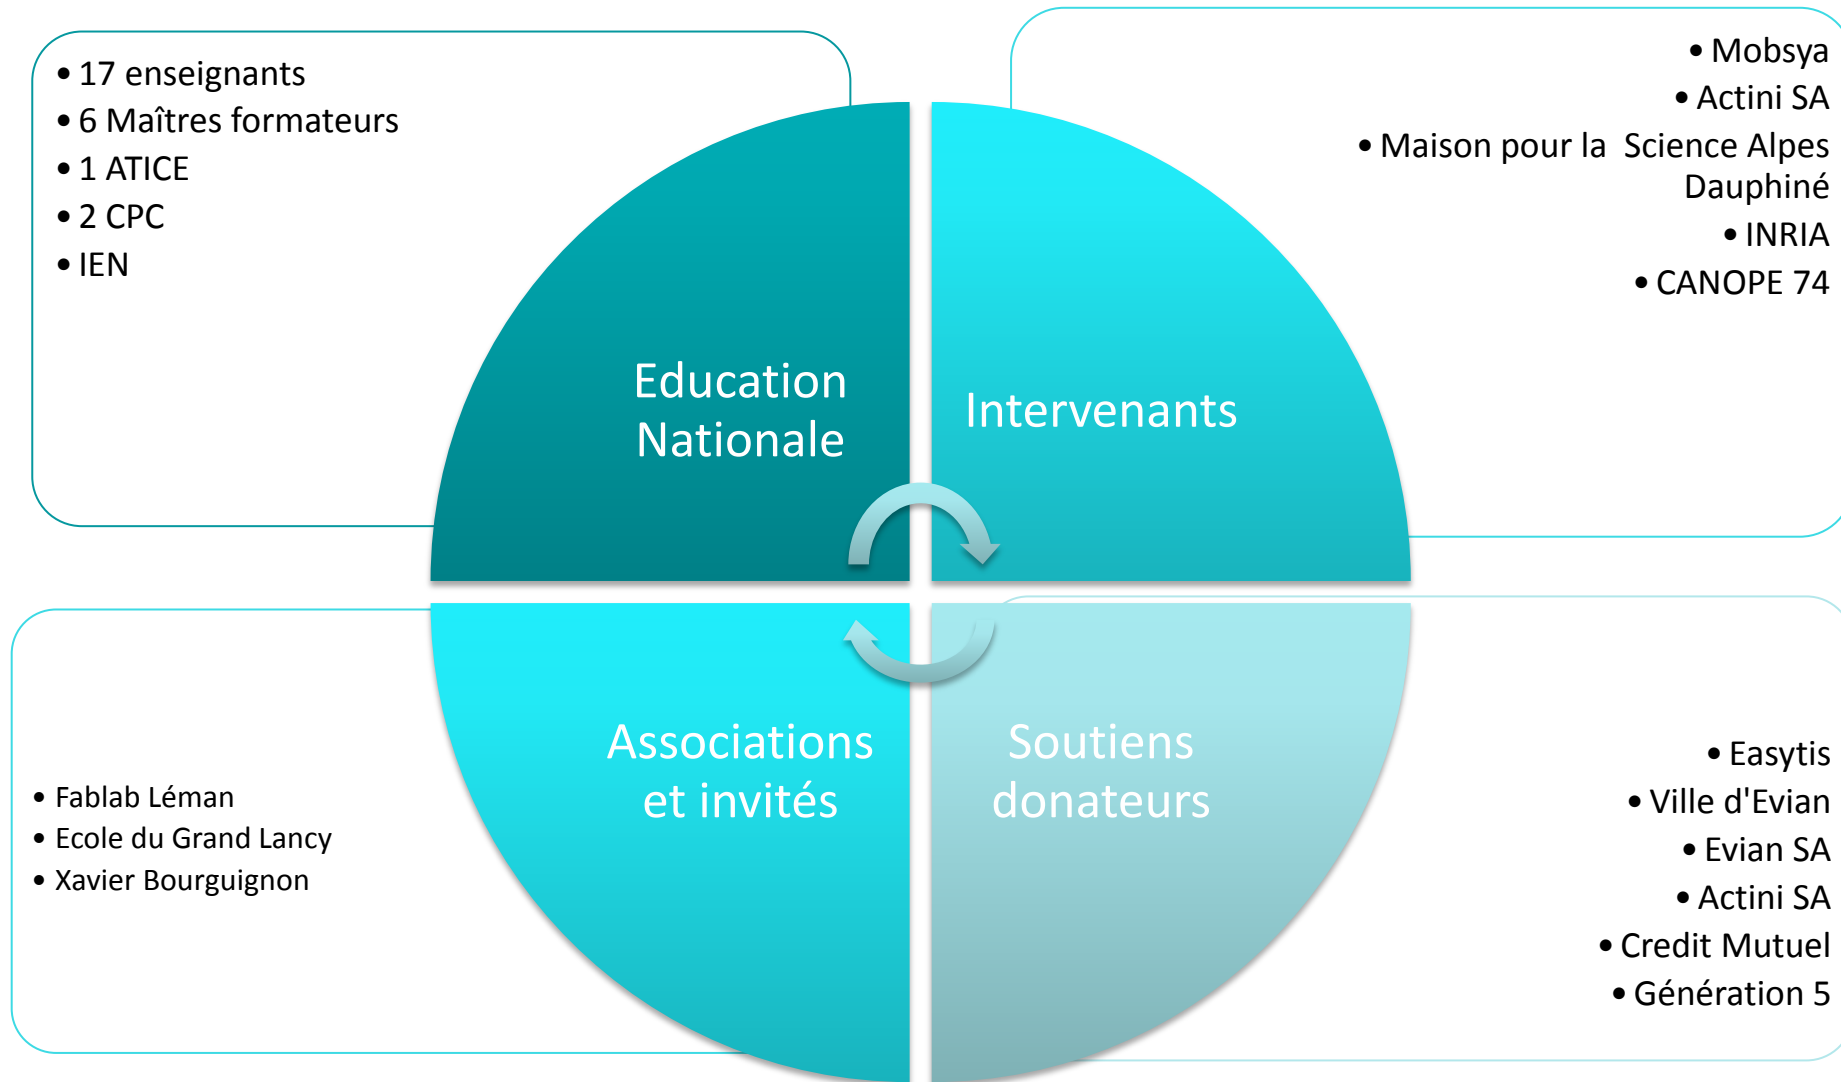 • 17 enseignants
• 6 Maîtres formateurs
• 1 ATICE
• 2 CPC
• IEN
Education
Nationale
• Mobsya
• Actini SA
• Maison pour la  Science Alpes
Dauphiné
• INRIA
• CANOPE 74
Intervenants
• Fablab Léman
• Ecole du Grand Lancy
• Xavier Bourguignon
Associations
et invités
Soutiens
donateurs
• Easytis
• Ville d'Evian
• Evian SA
• Actini SA
• Credit Mutuel
• Génération 5